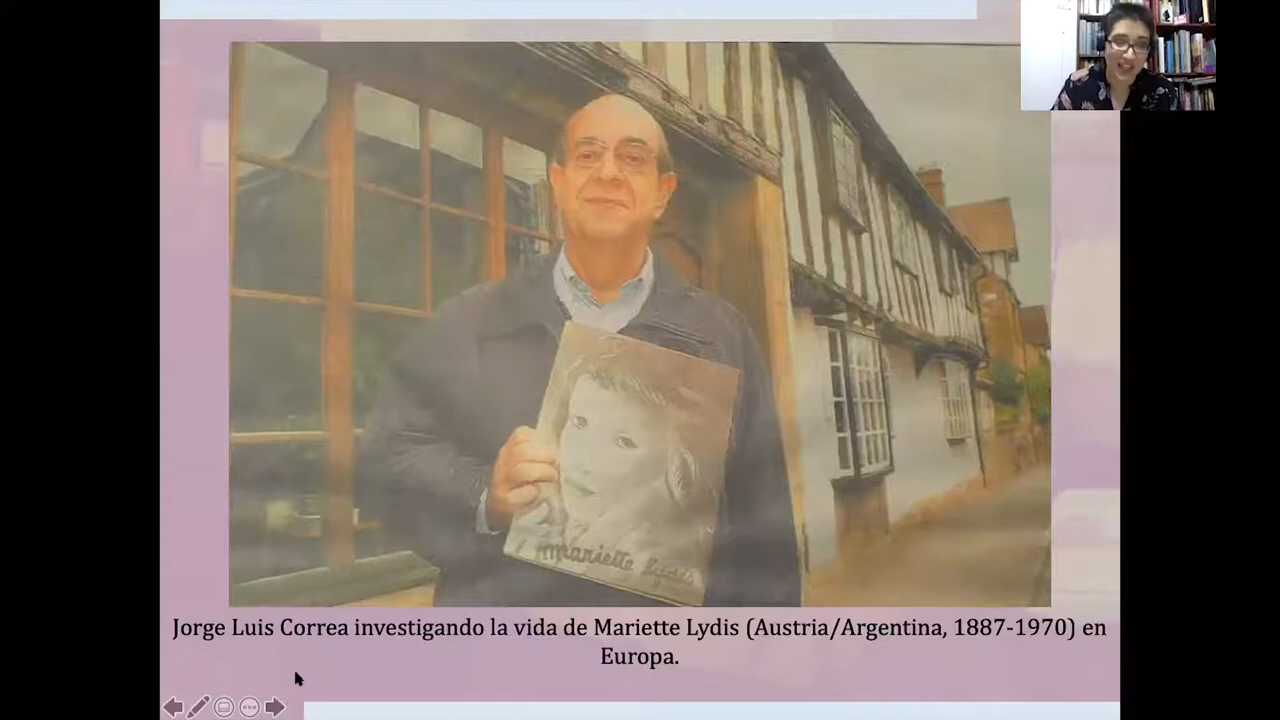 mariette lydis
Jorge Luis Correa investigando la vida de Mariette Lydis (Austria/Argentina, 1887-1970) en
Europa.